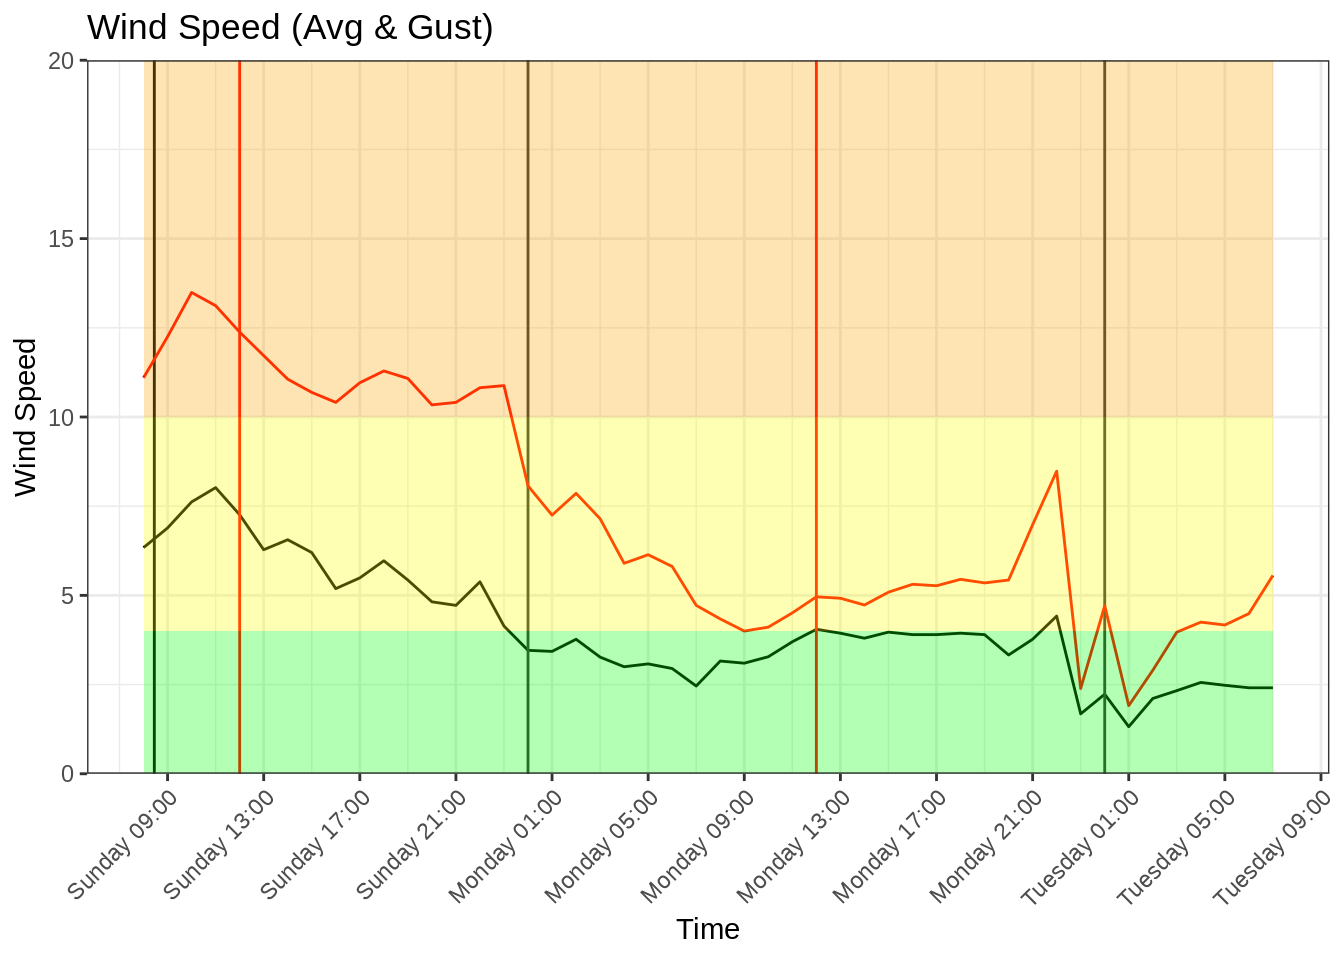 Wind Speed (Avg & Gust)
20
15
10
5
0
Wind Speed
Sunday 09:00
Sunday 13:00
Sunday 17:00
Sunday 21:00
Monday 01:00
Monday 05:00
Monday 09:00
Monday 13:00
Monday 17:00
Monday 21:00
Tuesday 01:00
Tuesday 05:00
Tuesday 09:00
Time